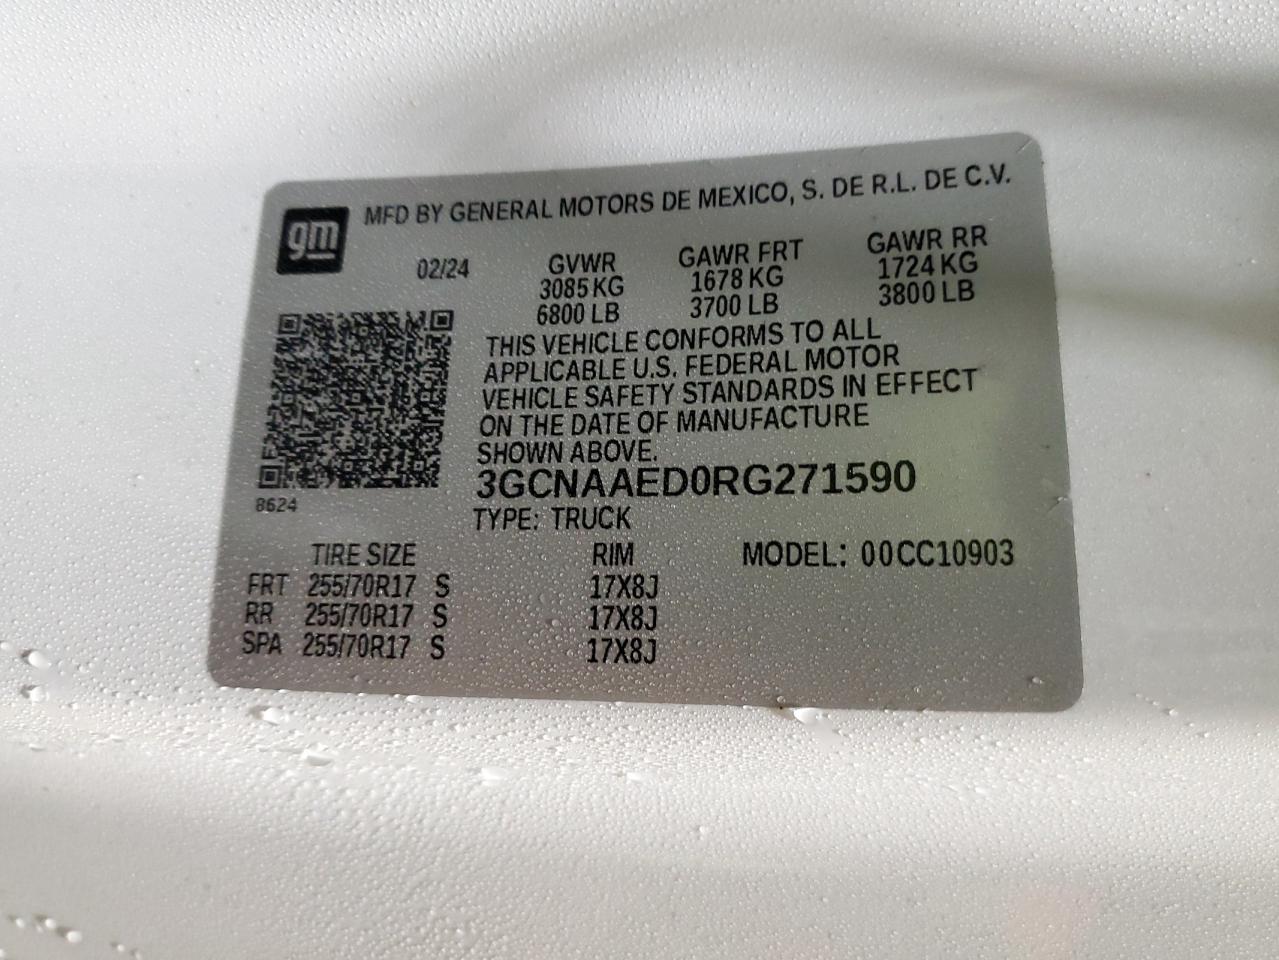 gm
MFD BY GENERAL MOTORS DE MEXICO, S. DE R.L. DE C.V.
02/24 GVWR GAWR FRT GAWR RR
3085 KG 1678 KG 1724 KG
6800 LB 3700 LB 3800 LB
THIS VEHICLE CONFORMS TO ALL
APPLICABLE U.S. FEDERAL MOTOR
VEHICLE SAFETY STANDARDS IN EFFECT
ON THE DATE OF MANUFACTURE
SHOWN ABOVE.
3GCNAAED0RG271590
8624
TYPE: TRUCK
TIRE SIZE RIM MODEL: 00CC10903
FRT 255/70R17 S 17X8J
RR 255/70R17 S 17X8J
SPA 255/70R17 S 17X8J